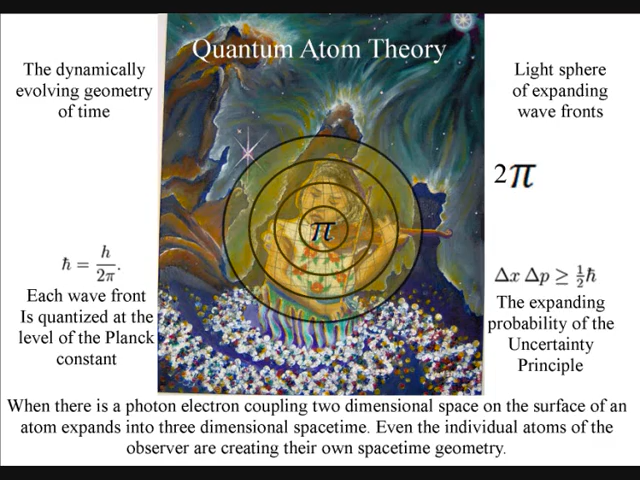 Quantum Atom Theory
The dynamically
evolving geometry
of time
Light sphere
of expanding
wave fronts
2π
π
ħ = h/2π.
Each wave front
Is quantized at the
level of the Planck
constant
Δx Δp ≥ ½ħ
The expanding
probability of the
Uncertainty
Principle
When there is a photon electron coupling two dimensional space on the surface of an
atom expands into three dimensional spacetime. Even the individual atoms of the
observer are creating their own spacetime geometry.